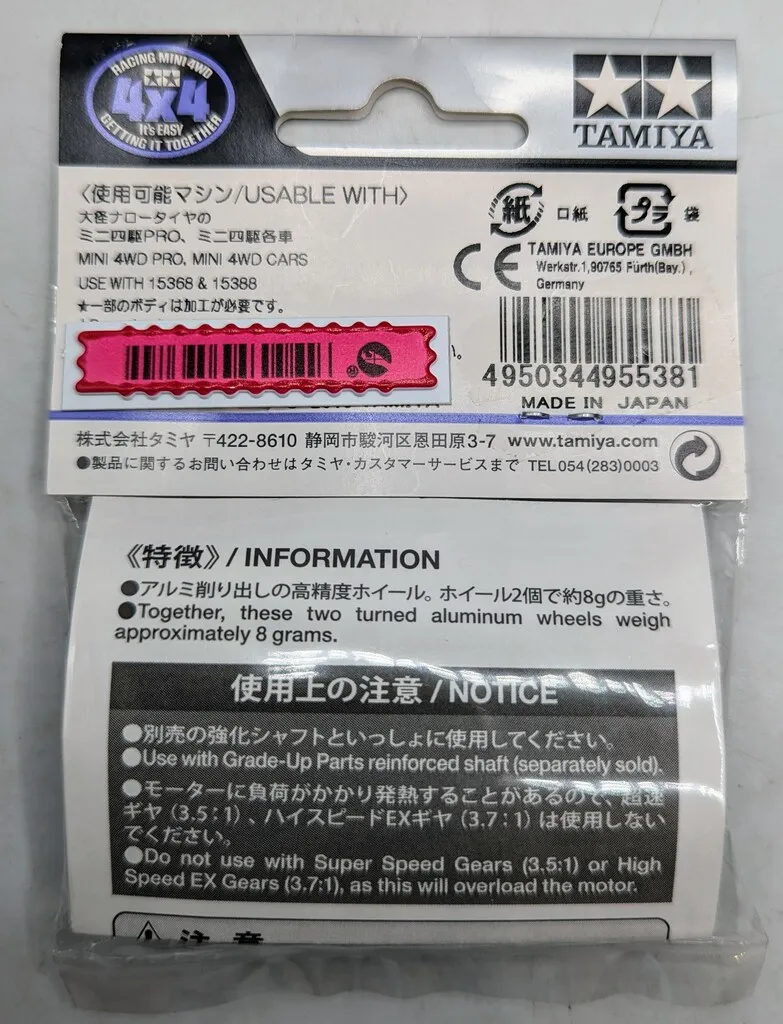 RACING MINI 4WD
4x4
It's EASY
GETTING IT TOGETHER
TAMIYA
〈使用可能マシン/USABLE WITH〉
大径ナロータイヤの
ミニ四駆PRO、ミニ四駆各車
MINI 4WD PRO, MINI 4WD CARS
USE WITH 15368 & 15388
★一部のボディは加工が必要です。
紙
口紙
プラ
袋
CE
TAMIYA EUROPE GMBH
Werkstr.1,90765 Fürth(Bay.),
Germany
4950344955381
MADE IN JAPAN
株式会社タミヤ 〒422-8610 静岡市駿河区恩田原3-7 www.tamiya.com
●製品に関するお問い合わせはタミヤ・カスタマーサービスまで TEL054(283)0003
《特徴》/ INFORMATION
●アルミ削り出しの高精度ホイール。ホイール2個で約8gの重さ。
●Together, these two turned aluminum wheels weigh
approximately 8 grams.
使用上の注意 / NOTICE
●別売の強化シャフトといっしょに使用してください。
●Use with Grade-Up Parts reinforced shaft (separately sold).
●モーターに負荷がかかり発熱することがあるので、超速
ギヤ（3.5：1）、ハイスピードEXギヤ（3.7：1）は使用しない
でください。
●Do not use with Super Speed Gears (3.5:1) or High
Speed EX Gears (3.7:1), as this will overload the motor.
注 意